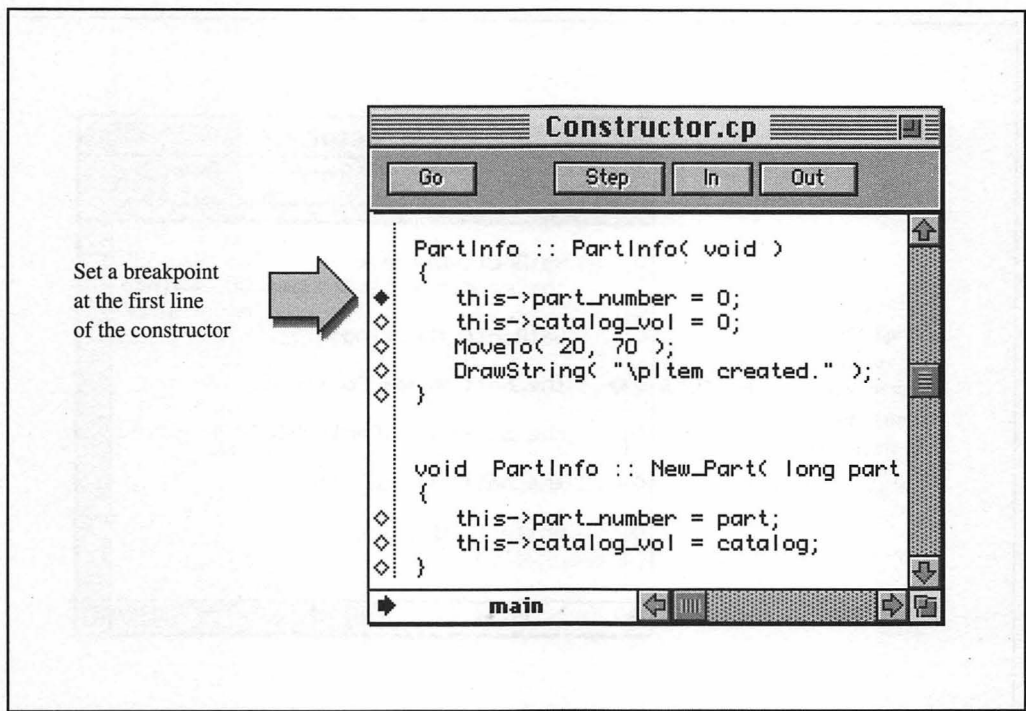 Constructor.cp
Go Step In Out
PartInfo :: PartInfo( void )
{
this->part_number = 0;
this->catalog_vol = 0;
MoveTo( 20, 70 );
DrawString( "\pItem created." );
}
void PartInfo :: New_Part( long part
{
this->part_number = part;
this->catalog_vol = catalog;
}
main
Set a breakpoint
at the first line
of the constructor